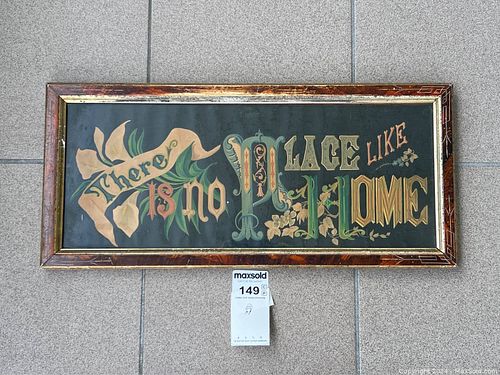 There
is no
PLACE LIKE
HOME
maxsold
149
Copyright 2024 - MaxSold.com